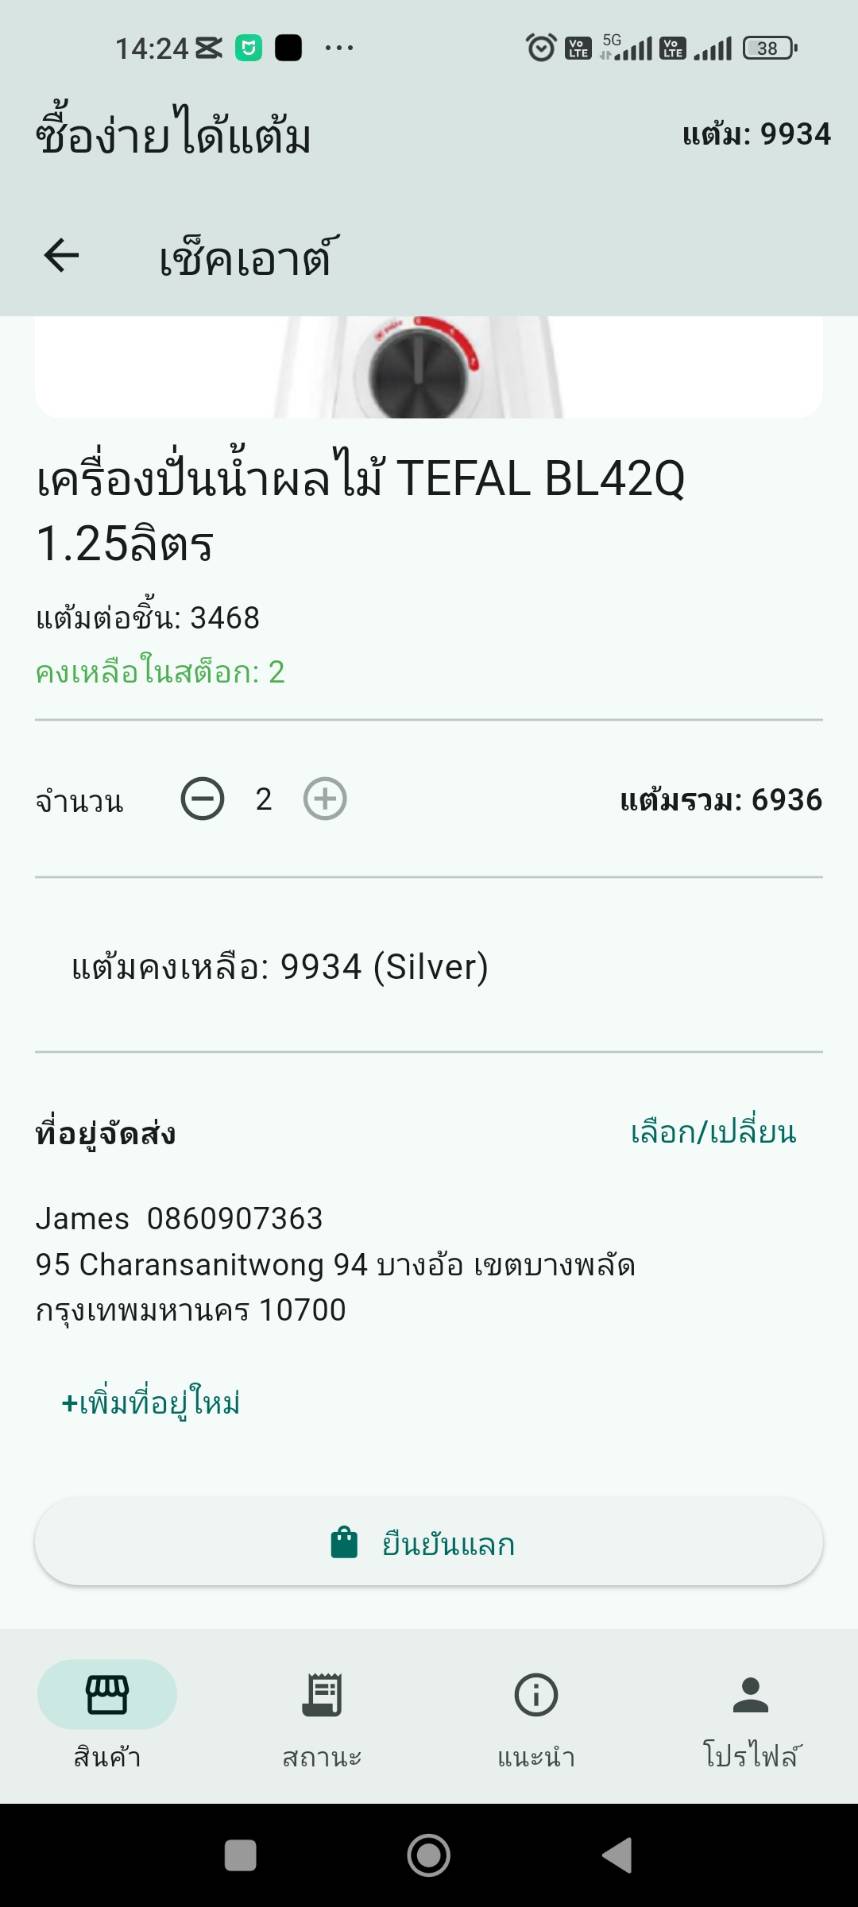 14:24
5G
Vo LTE
Vo LTE
38
ซื้อง่ายได้แต้ม
แต้ม: 9934
เช็คเอาต์
เครื่องปั่นน้ำผลไม้ TEFAL BL42Q
1.25ลิตร
แต้มต่อชิ้น: 3468
คงเหลือในสต็อก: 2
จำนวน 2 แต้มรวม: 6936
แต้มคงเหลือ: 9934 (Silver)
ที่อยู่จัดส่ง
เลือก/เปลี่ยน
James 0860907363
95 Charansanitwong 94 บางอ้อ เขตบางพลัด
กรุงเทพมหานคร 10700
+เพิ่มที่อยู่ใหม่
ยืนยันแลก
สินค้า
สถานะ
แนะนำ
โปรไฟล์